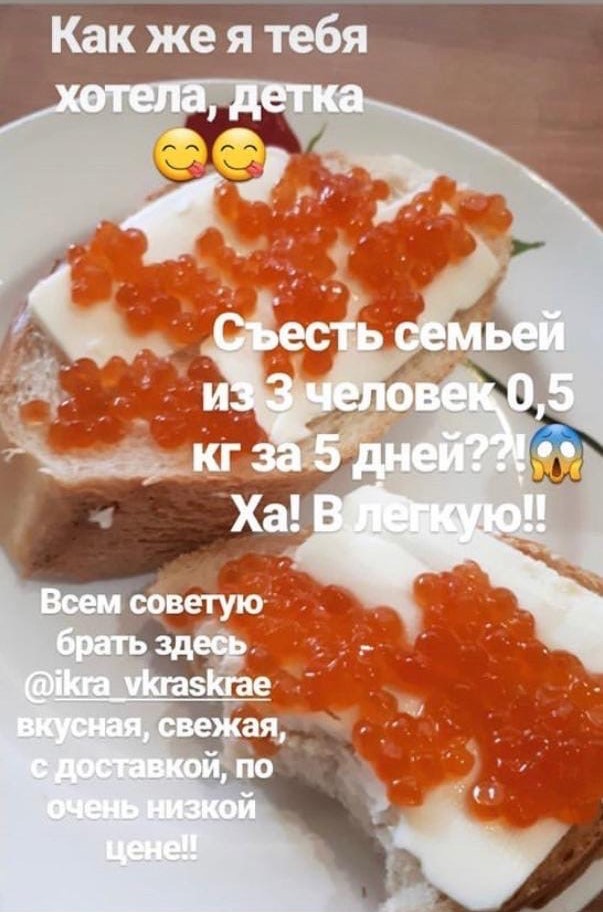 Как же я тебя
хотела, детка
😋😋
Съесть семьей
из 3 человек 0,5
кг за 5 дней??!😱
Ха! В легкую!!
Всем советую
брать здесь
@ikra_vkraskrae
вкусная, свежая,
с доставкой, по
очень низкой
цене!!